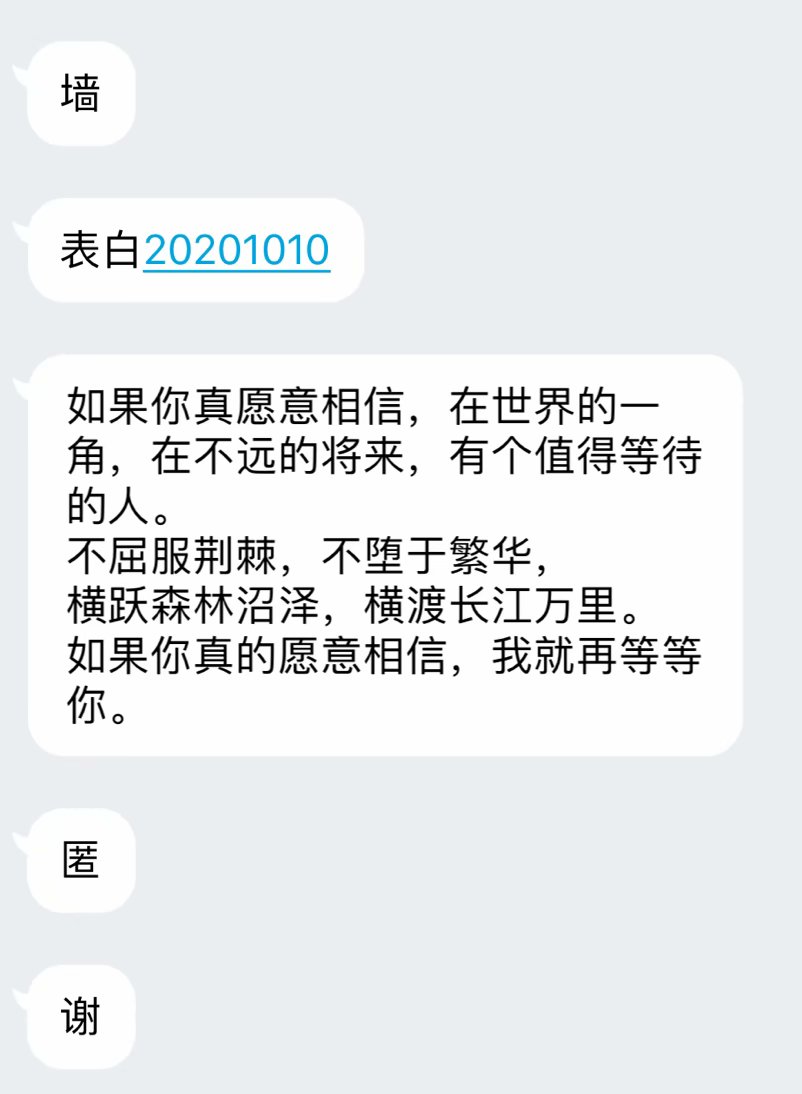 墙
表白20201010
如果你真愿意相信，在世界的一
角，在不远的将来，有个值得等待
的人。
不屈服荆棘，不堕于繁华，
横跃森林沼泽，横渡长江万里。
如果你真的愿意相信，我就再等等
你。
匿
谢